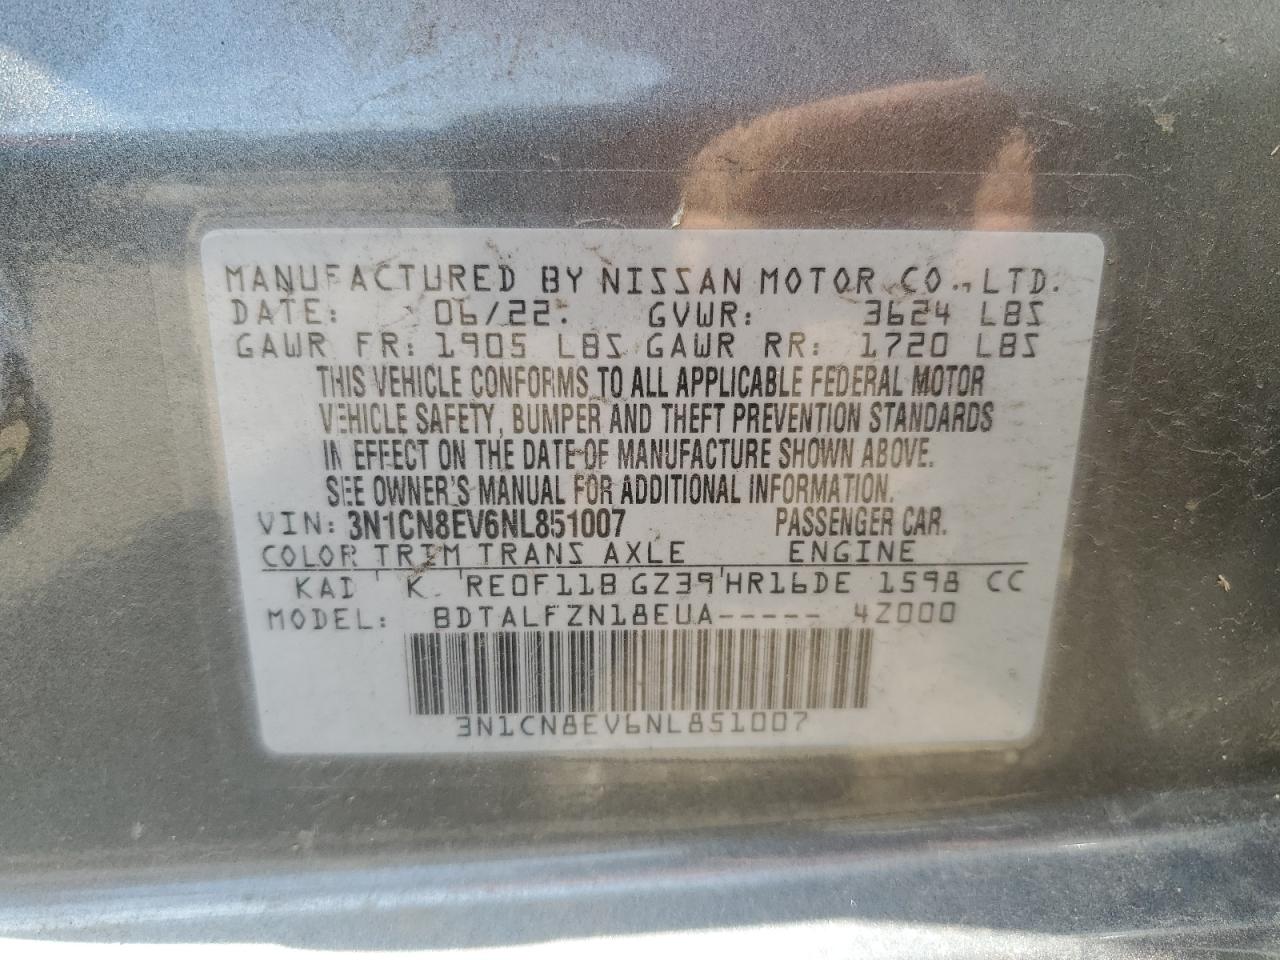 MANUFACTURED BY NISSAN MOTOR CO., LTD.
DATE: 06/22 GVWR: 3624 LBS
GAWR FR: 1905 LBS GAWR RR: 1720 LBS
THIS VEHICLE CONFORMS TO ALL APPLICABLE FEDERAL MOTOR
VEHICLE SAFETY, BUMPER AND THEFT PREVENTION STANDARDS
IN EFFECT ON THE DATE OF MANUFACTURE SHOWN ABOVE.
SEE OWNER'S MANUAL FOR ADDITIONAL INFORMATION.
VIN: 3N1CN8EV6NL851007 PASSENGER CAR.
COLOR TRIM TRANS AXLE ENGINE
KAD K RE0F11B GZ39 HR16DE 1598 CC
MODEL: BDTALFZN18EUA----- 4Z000
3N1CN8EV6NL851007